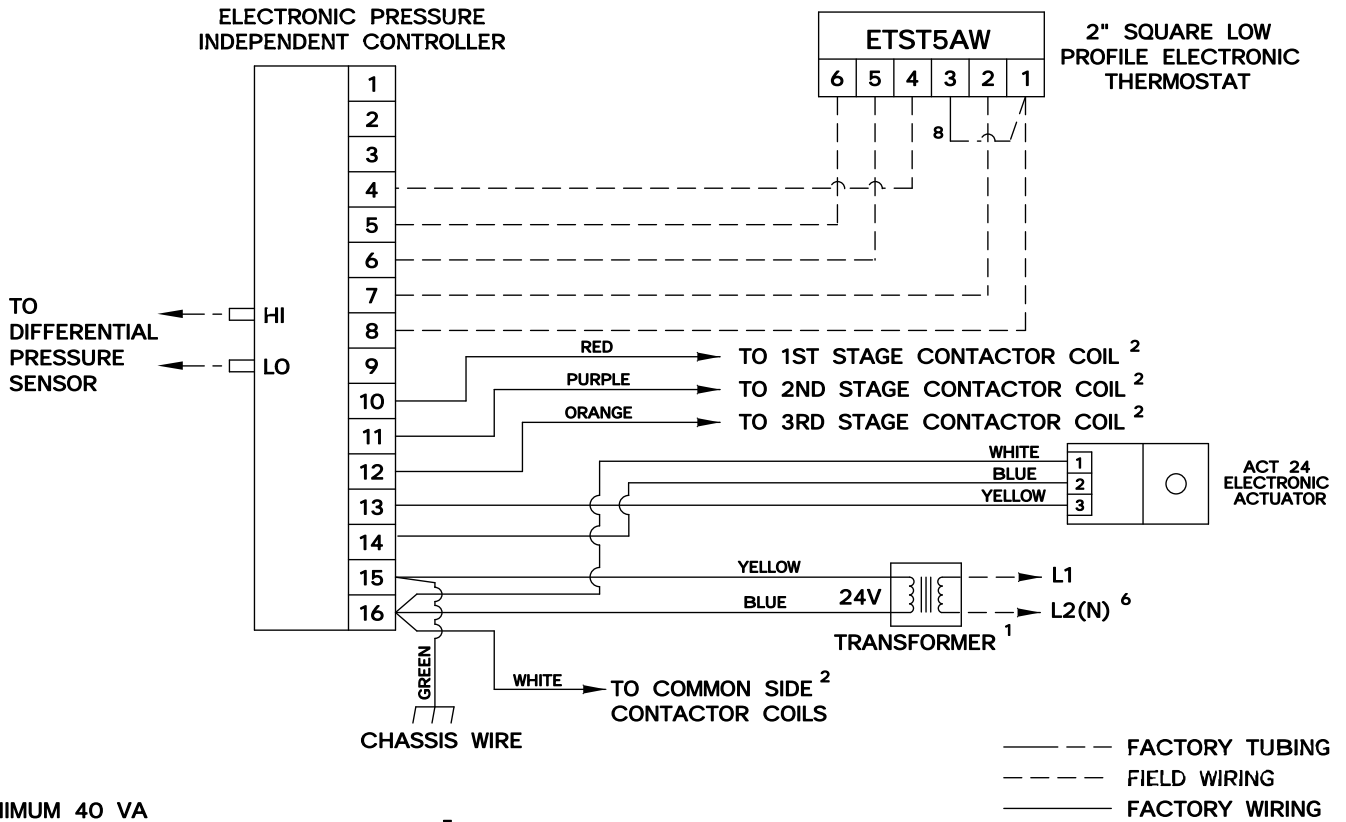 ELECTRONIC PRESSURE
INDEPENDENT CONTROLLER
ETST5AW
6 5 4 3 2 1
2" SQUARE LOW
PROFILE ELECTRONIC
THERMOSTAT
8
1
2
3
4
5
6
7
8
9
10
11
12
13
14
15
16
TO
DIFFERENTIAL
PRESSURE
SENSOR
HI
LO
RED
TO 1ST STAGE CONTACTOR COIL 2
PURPLE
TO 2ND STAGE CONTACTOR COIL 2
ORANGE
TO 3RD STAGE CONTACTOR COIL 2
WHITE
BLUE
YELLOW
1
2
3
ACT 24
ELECTRONIC
ACTUATOR
YELLOW
BLUE
24V
TRANSFORMER 1
L1
L2(N) 6
GREEN
CHASSIS WIRE
WHITE
TO COMMON SIDE 2
CONTACTOR COILS
FACTORY TUBING
FIELD WIRING
FACTORY WIRING
40 VA